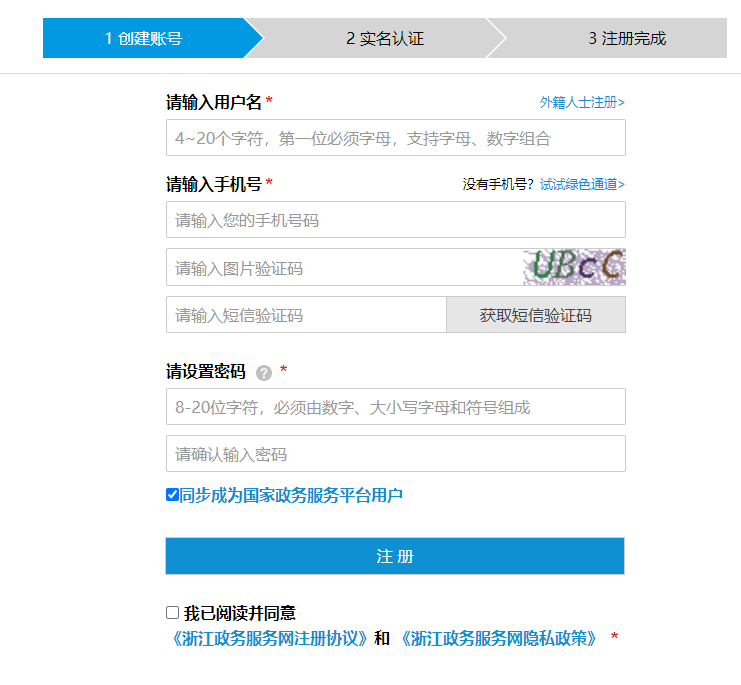 1 创建账号 2 实名认证 3 注册完成
请输入用户名* 外籍人士注册>
4~20个字符，第一位必须字母，支持字母、数字组合
请输入手机号* 没有手机号？试试绿色通道>
请输入您的手机号码
请输入图片验证码 UBcC
请输入短信验证码 获取短信验证码
请设置密码 ? *
8-20位字符，必须由数字、大小写字母和符号组成
请确认输入密码
同步成为国家政务服务平台用户
注 册
我已阅读并同意
《浙江政务服务网注册协议》和 《浙江政务服务网隐私政策》 *